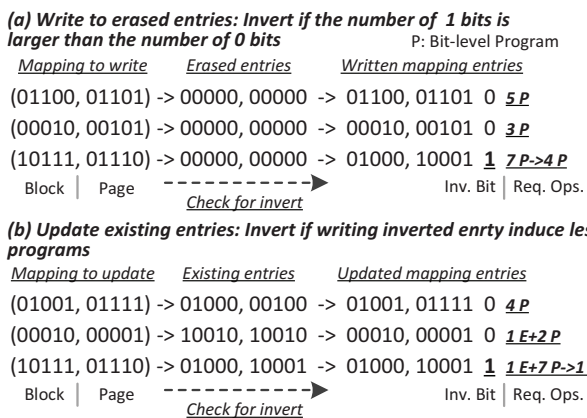 (a) Write to erased entries: Invert if the number of 1 bits is
larger than the number of 0 bits P: Bit-level Program
Mapping to write Erased entries Written mapping entries
(01100, 01101) -> 00000, 00000 -> 01100, 01101 0 5 P
(00010, 00101) -> 00000, 00000 -> 00010, 00101 0 3 P
(10111, 01110) -> 00000, 00000 -> 01000, 10001 1 7 P->4 P
Block | Page Inv. Bit | Req. Ops.
Check for invert
(b) Update existing entries: Invert if writing inverted enrty induce les
programs
Mapping to update Existing entries Updated mapping entries
(01001, 01111) -> 01000, 00100 -> 01001, 01111 0 4 P
(00010, 00001) -> 10010, 10010 -> 00010, 00001 0 1 E+2 P
(10111, 01110) -> 01000, 10001 -> 01000, 10001 1 1 E+7 P->1
Block | Page Inv. Bit | Req. Ops.
Check for invert